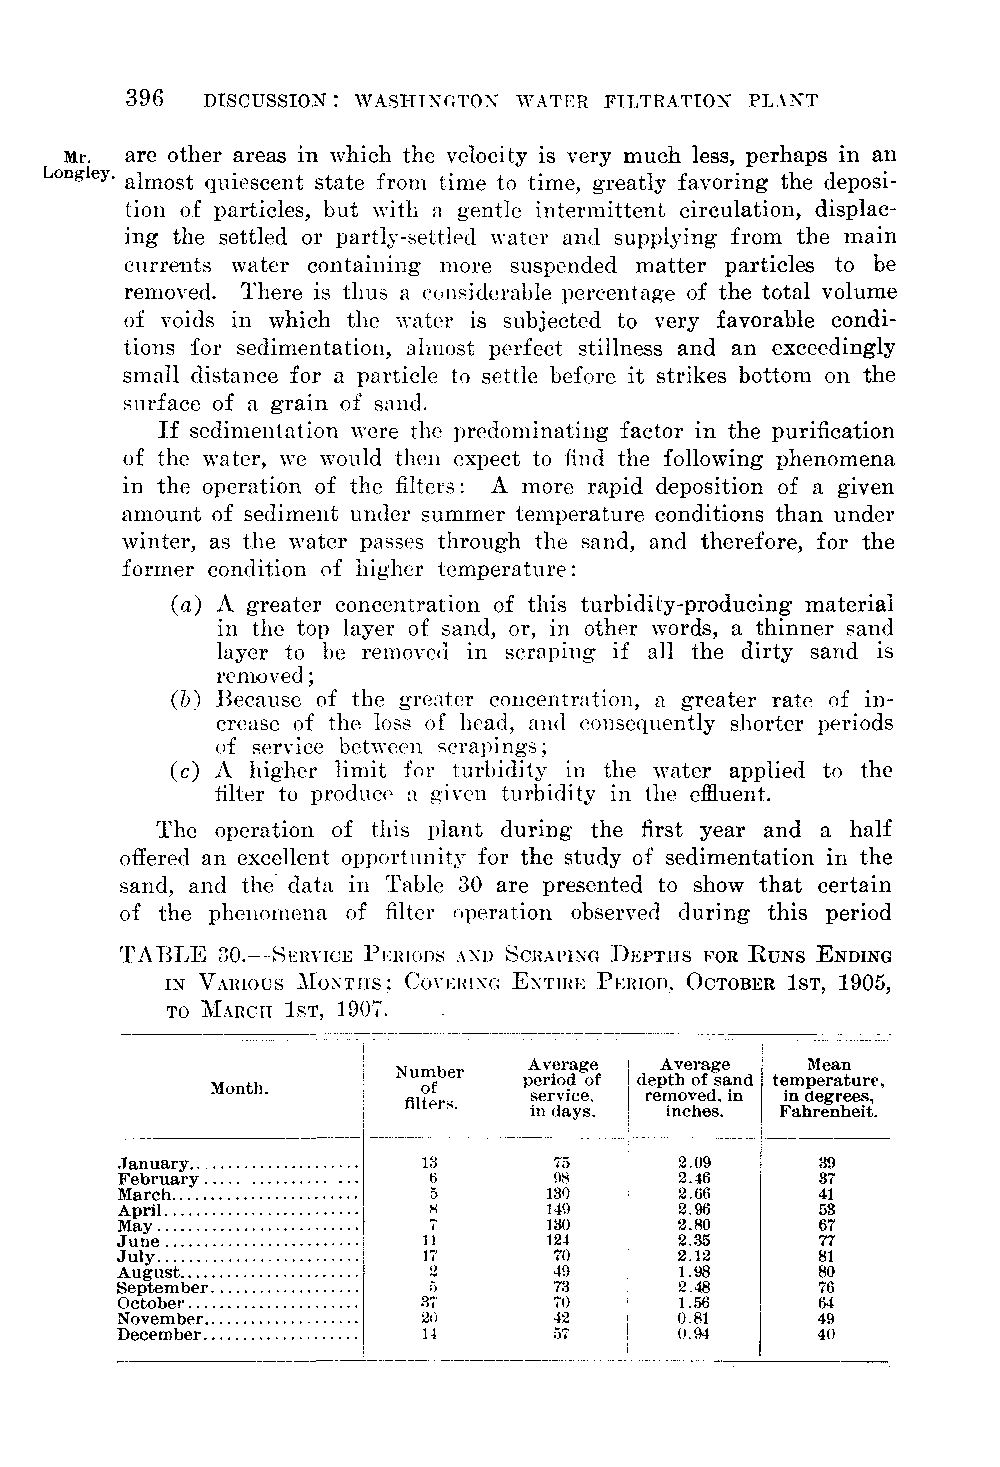 396 DISCUSSION: WASHINGTON WATER FILTRATION PLANT
Mr. Longley.
are other areas in which the velocity is very much less, perhaps in an
almost quiescent state from time to time, greatly favoring the deposi-
tion of particles, but with a gentle intermittent circulation, displac-
ing the settled or partly-settled water and supplying from the main
currents water containing more suspended matter particles to be
removed. There is thus a considerable percentage of the total volume
of voids in which the water is subjected to very favorable condi-
tions for sedimentation, almost perfect stillness and an exceedingly
small distance for a particle to settle before it strikes bottom on the
surface of a grain of sand.
If sedimentation were the predominating factor in the purification
of the water, we would then expect to find the following phenomena
in the operation of the filters: A more rapid deposition of a given
amount of sediment under summer temperature conditions than under
winter, as the water passes through the sand, and therefore, for the
former condition of higher temperature:
(a) A greater concentration of this turbidity-producing material
in the top layer of sand, or, in other words, a thinner sand
layer to be removed in scraping if all the dirty sand is
removed;
(b) Because of the greater concentration, a greater rate of in-
crease of the loss of head, and consequently shorter periods
of service between scrapings;
(c) A higher limit for turbidity in the water applied to the
filter to produce a given turbidity in the effluent.
The operation of this plant during the first year and a half
offered an excellent opportunity for the study of sedimentation in the
sand, and the data in Table 30 are presented to show that certain
of the phenomena of filter operation observed during this period
TABLE 30.--Service Periods and Scraping Depths for Runs Ending
in Various Months; Covering Entire Period, October 1st, 1905,
to March 1st, 1907.
Month. | Number of filters. | Average period of service, in days. | Average depth of sand removed, in inches. | Mean temperature, in degrees, Fahrenheit.
January..................... 13 75 2.09 39
February..................... 6 98 2.46 37
March........................ 5 130 2.66 41
April......................... 8 149 2.96 53
May.......................... 7 130 2.80 67
June......................... 11 124 2.35 77
July.......................... 17 70 2.12 81
August....................... 2 49 1.98 80
September................... 5 73 2.48 76
October...................... 37 70 1.56 64
November.................... 20 42 0.81 49
December.................... 14 57 0.94 40